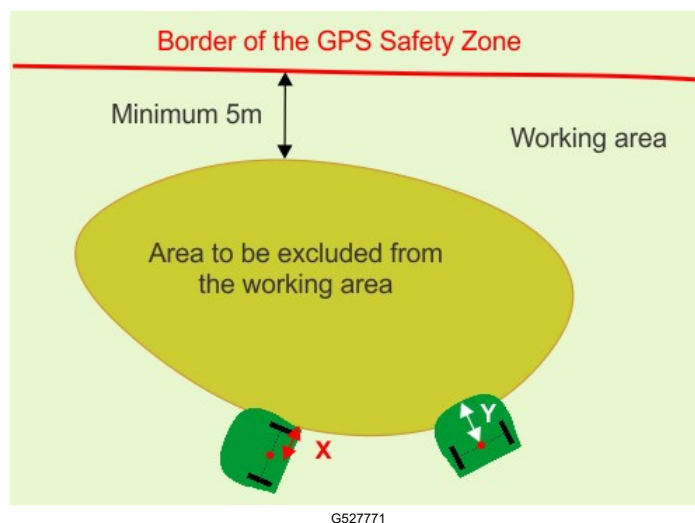 Border of the GPS Safety Zone
Minimum 5m
Working area
Area to be excluded from
the working area
X
Y
G527771